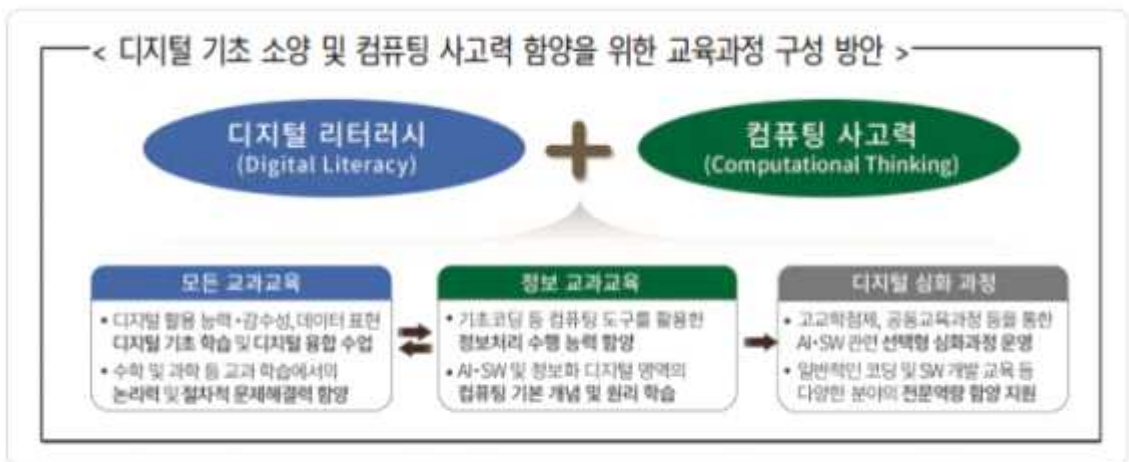 < 디지털 기초 소양 및 컴퓨팅 사고력 함양을 위한 교육과정 구성 방안 >
디지털 리터러시
(Digital Literacy)
+
컴퓨팅 사고력
(Computational Thinking)
모든 교과교육
• 디지털 활용 능력·감수성, 데이터 표현
디지털 기초 학습 및 디지털 융합 수업
• 수학 및 과학 등 교과 학습에서의
논리력 및 절차적 문제해결력 함양
정보 교과교육
• 기초코딩 등 컴퓨팅 도구를 활용한
정보처리 수행 능력 함양
• AI·SW 및 정보화 디지털 영역의
컴퓨팅 기본 개념 및 원리 학습
디지털 심화 과정
• 고교학점제, 공동교육과정 등을 통한
AI·SW 관련 선택형 심화과정 운영
• 일반적인 코딩 및 SW 개발 교육 등
다양한 분야의 전문역량 함양 지원